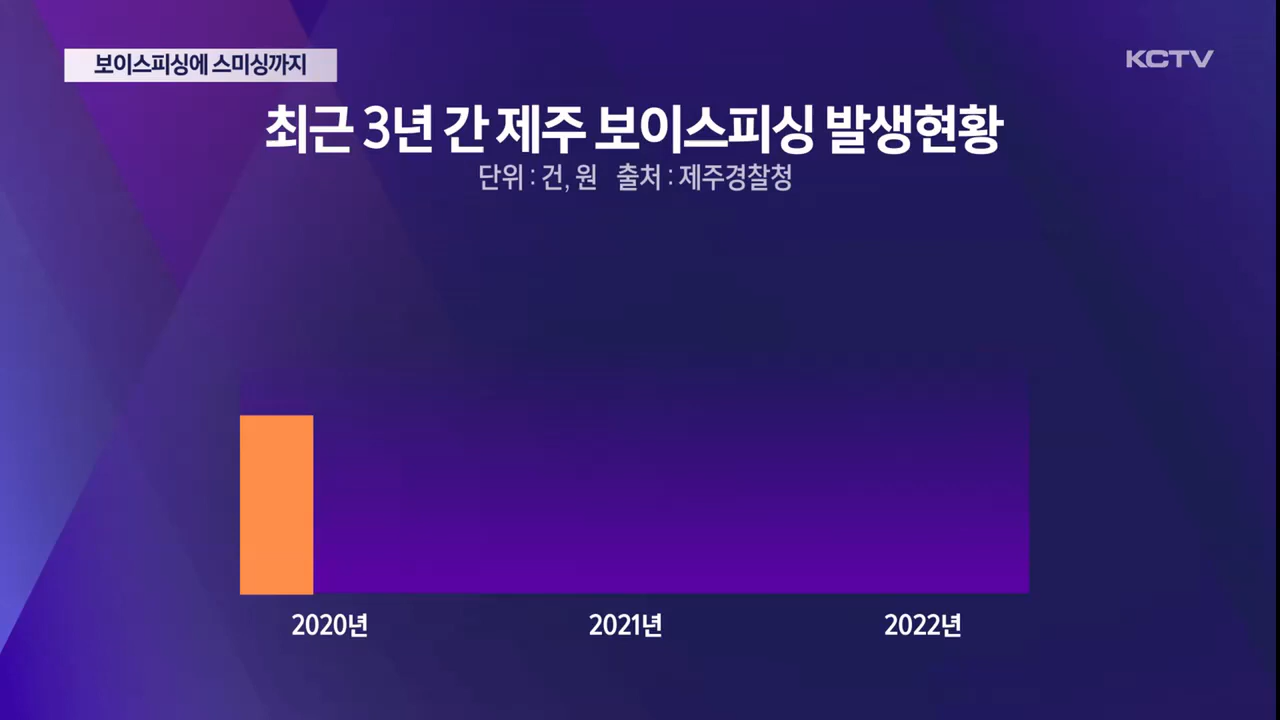 보이스피싱에 스미싱까지
KCTV
최근 3년 간 제주 보이스피싱 발생현황
단위 : 건, 원 출처 : 제주경찰청
2020년 2021년 2022년